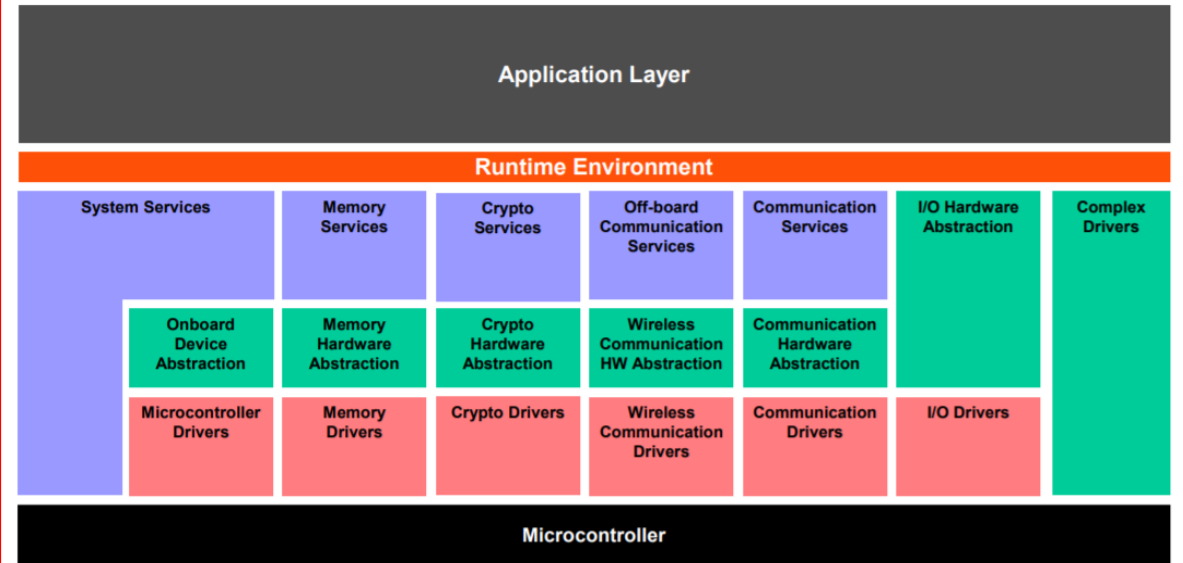 Application Layer
Runtime Environment
System Services
Memory
Services
Crypto
Services
Off-board
Communication
Services
Communication
Services
I/O Hardware
Abstraction
Complex
Drivers
Onboard
Device
Abstraction
Memory
Hardware
Abstraction
Crypto
Hardware
Abstraction
Wireless
Communication
HW Abstraction
Communication
Hardware
Abstraction
Microcontroller
Drivers
Memory
Drivers
Crypto Drivers
Wireless
Communication
Drivers
Communication
Drivers
I/O Drivers
Microcontroller